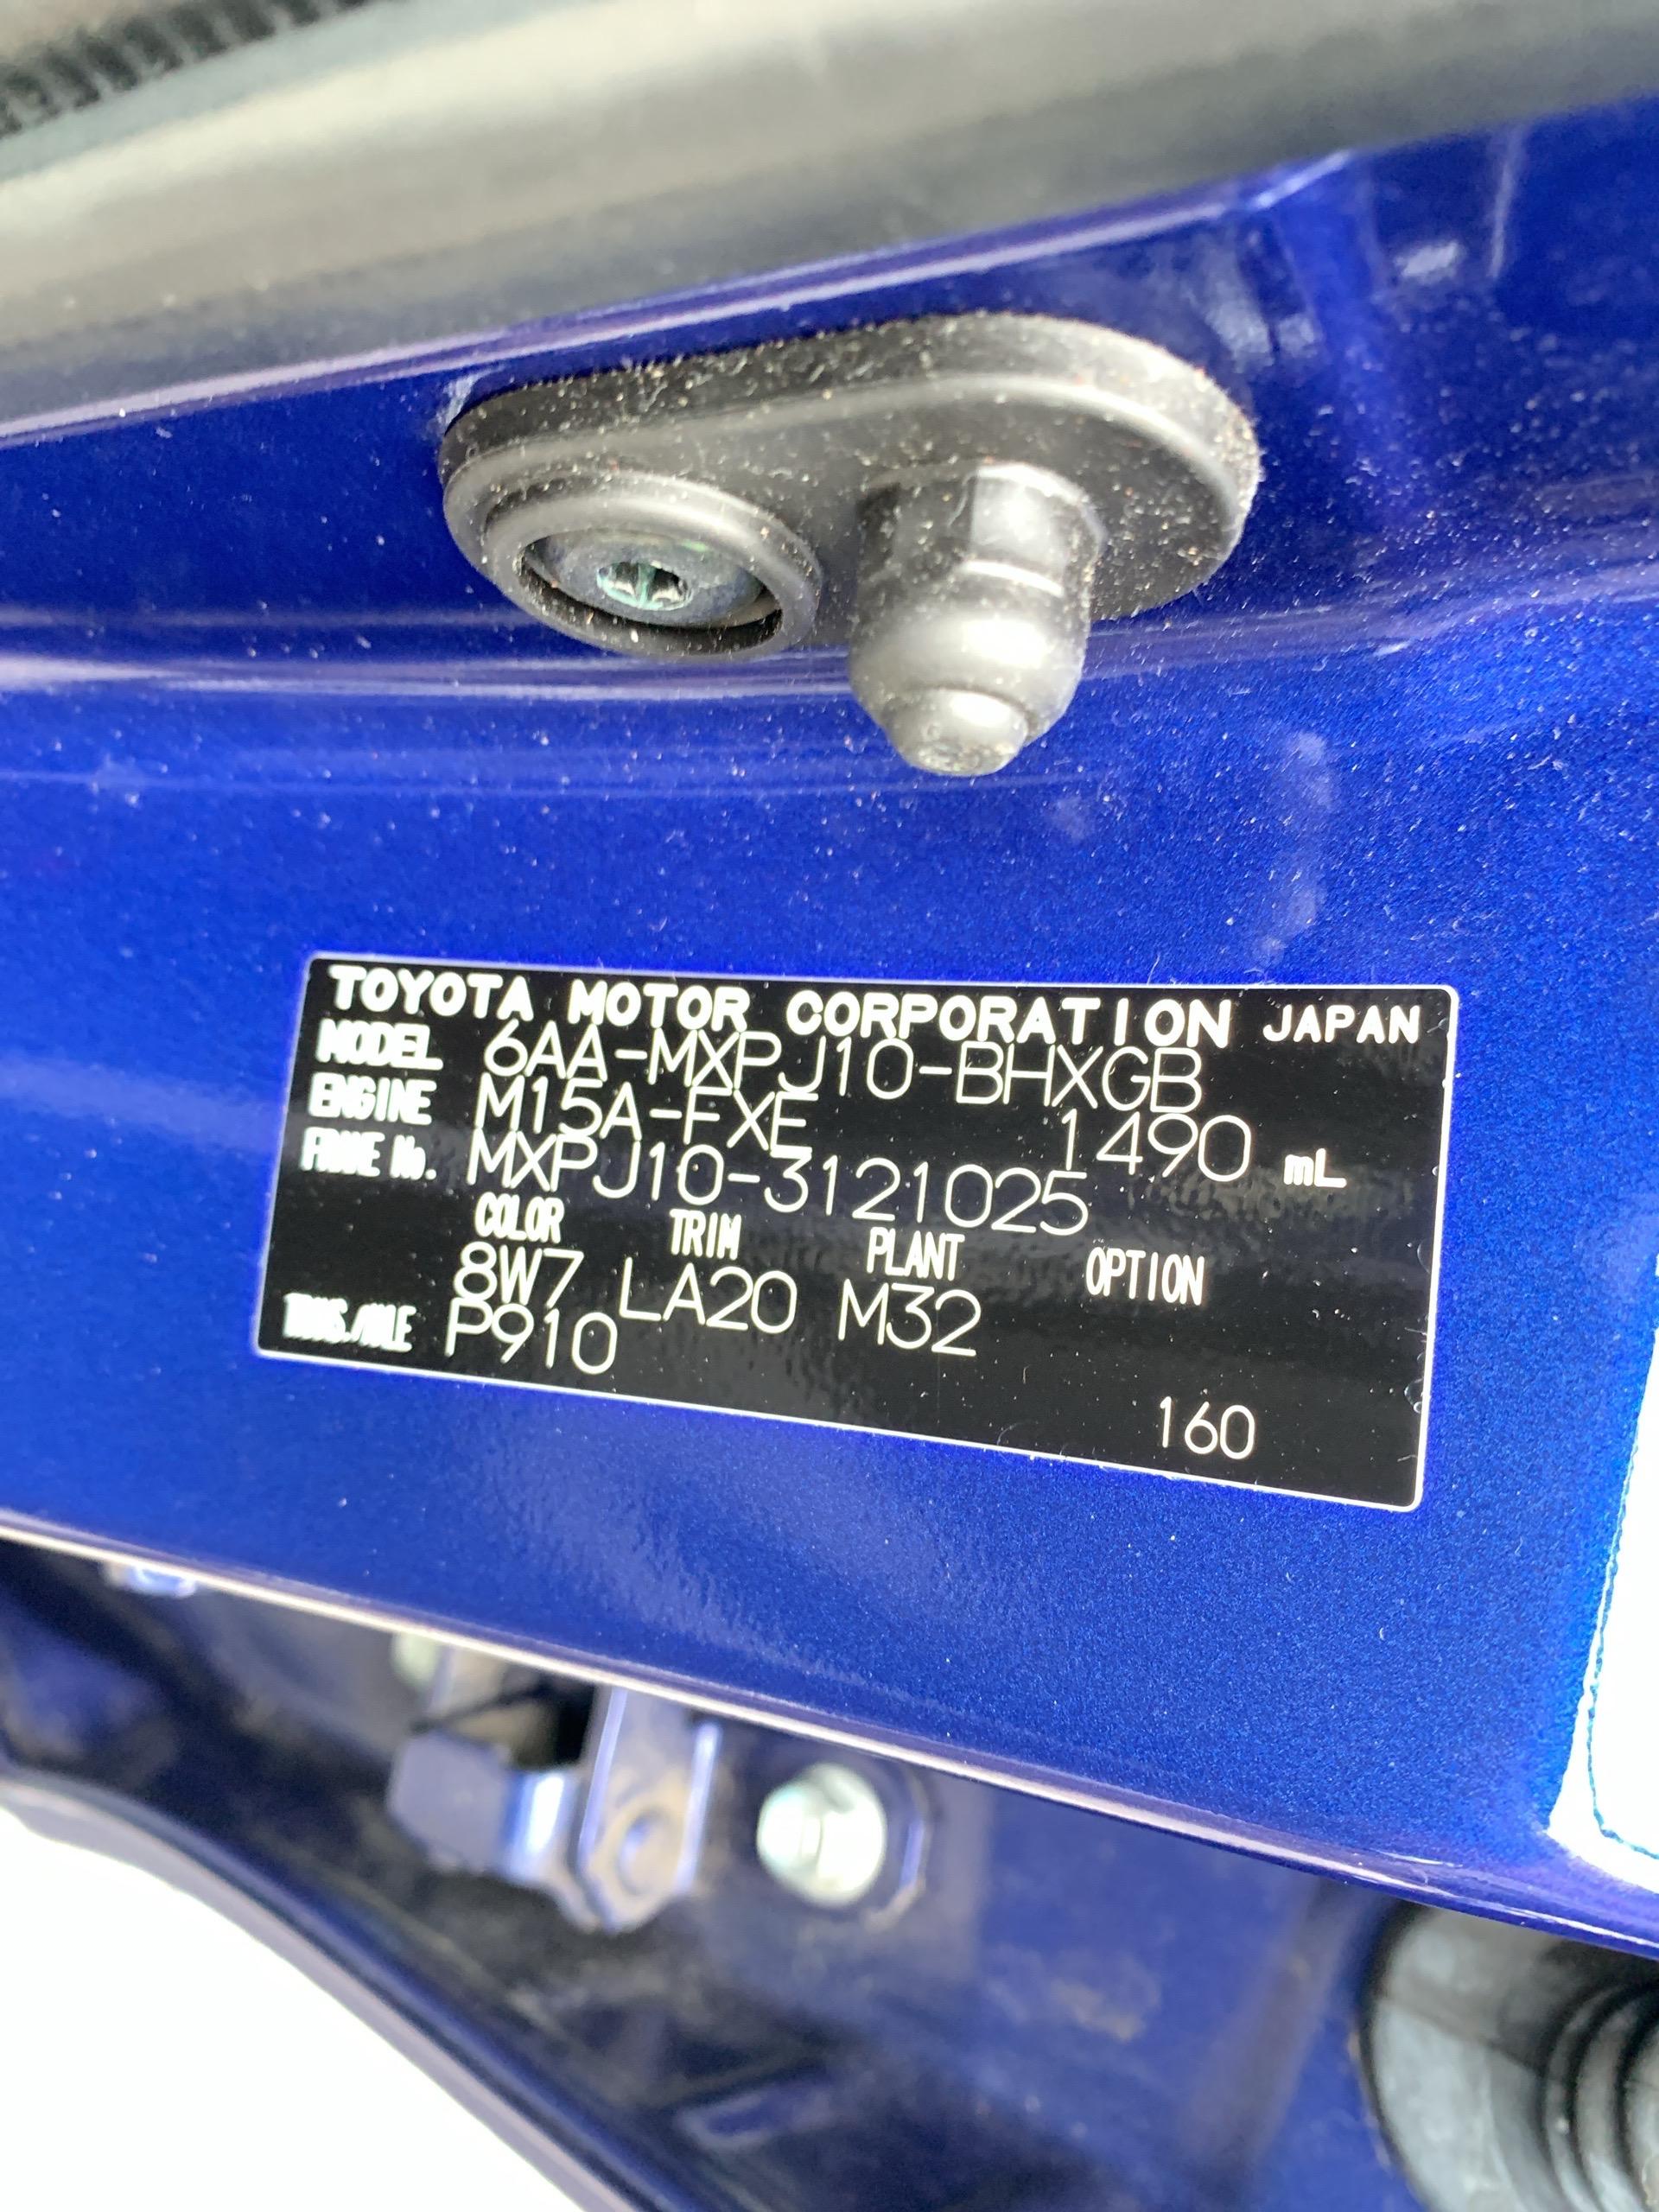 TOYOTA MOTOR CORPORATION JAPAN
MODEL 6AA-MXPJ10-BHXGB
ENGINE M15A-FXE 1490 mL
FRAME No. MXPJ10-3121025
COLOR TRIM PLANT OPTION
8W7 LA20 M32
TRANS./AXLE P910
160